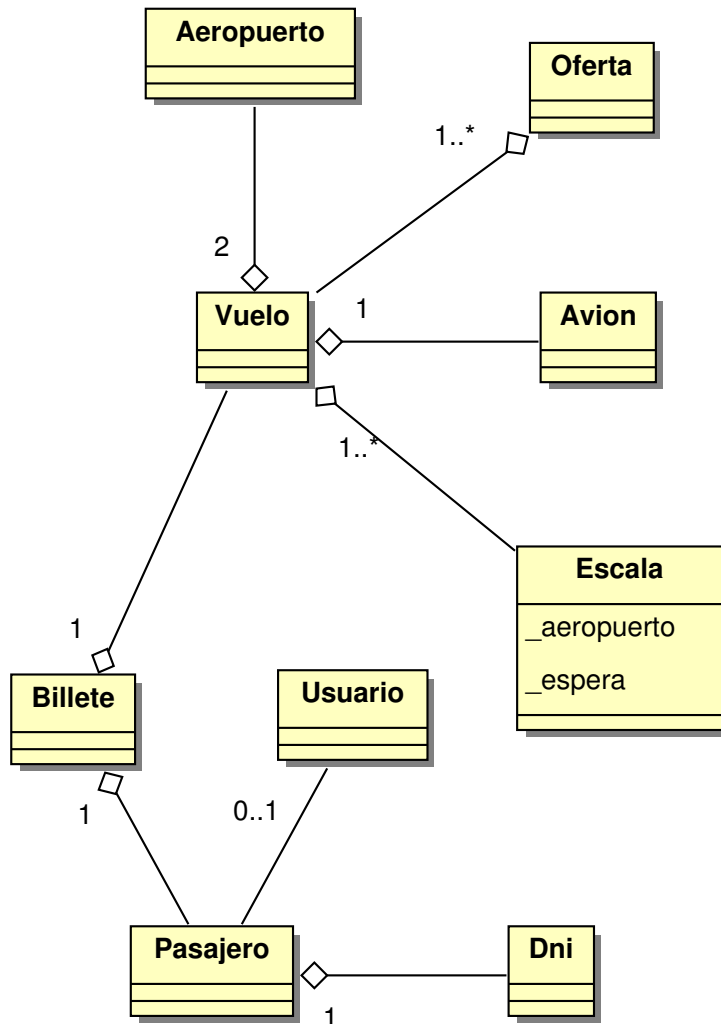 Aeropuerto
Oferta
1..*
2
Vuelo
1
Avion
1..*
Escala
_aeropuerto
_espera
1
Billete
Usuario
1
0..1
Pasajero
Dni
1